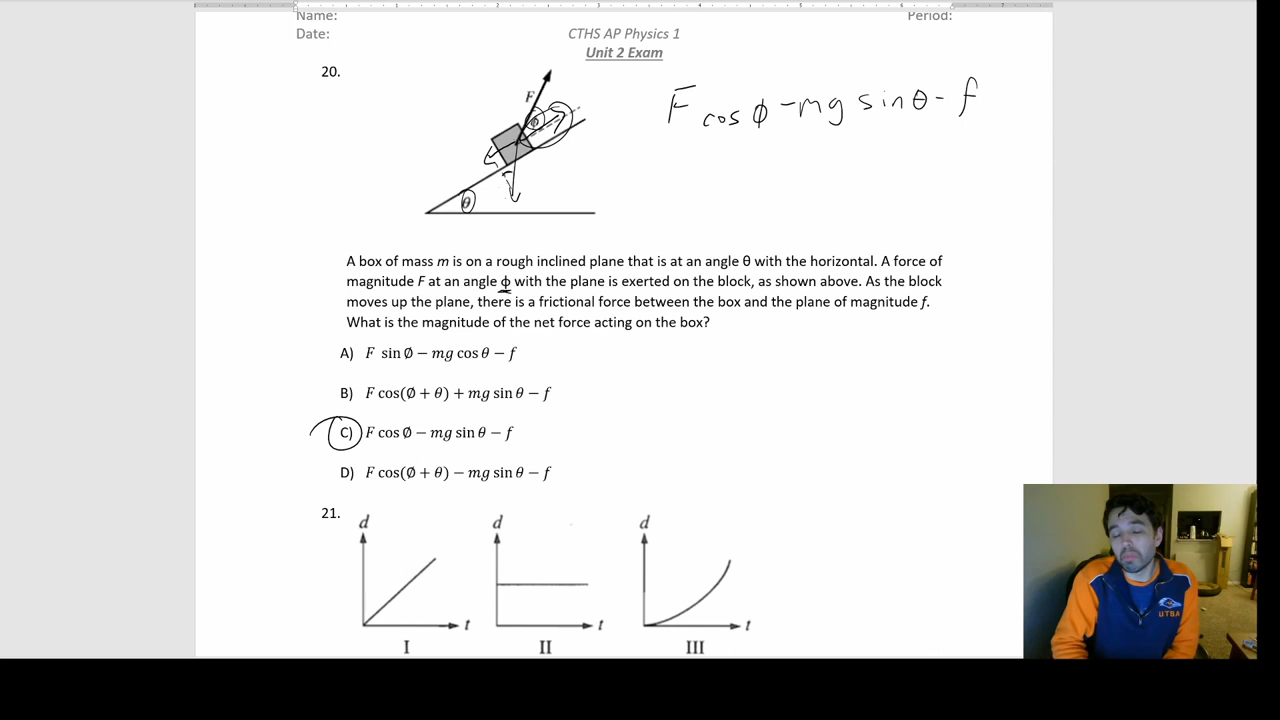 Name:
Period:
Date:
CTHS AP Physics 1
Unit 2 Exam
20.
F
ϕ
θ
F cos ϕ - mg sin θ - f
A box of mass m is on a rough inclined plane that is at an angle θ with the horizontal. A force of
magnitude F at an angle ϕ with the plane is exerted on the block, as shown above. As the block
moves up the plane, there is a frictional force between the box and the plane of magnitude f.
What is the magnitude of the net force acting on the box?
A) F sin Ø − mg cos θ − f
B) F cos(Ø + θ) + mg sin θ − f
C) F cos Ø − mg sin θ − f
D) F cos(Ø + θ) − mg sin θ − f
21.
d d d
t t t
I II III
UTSA